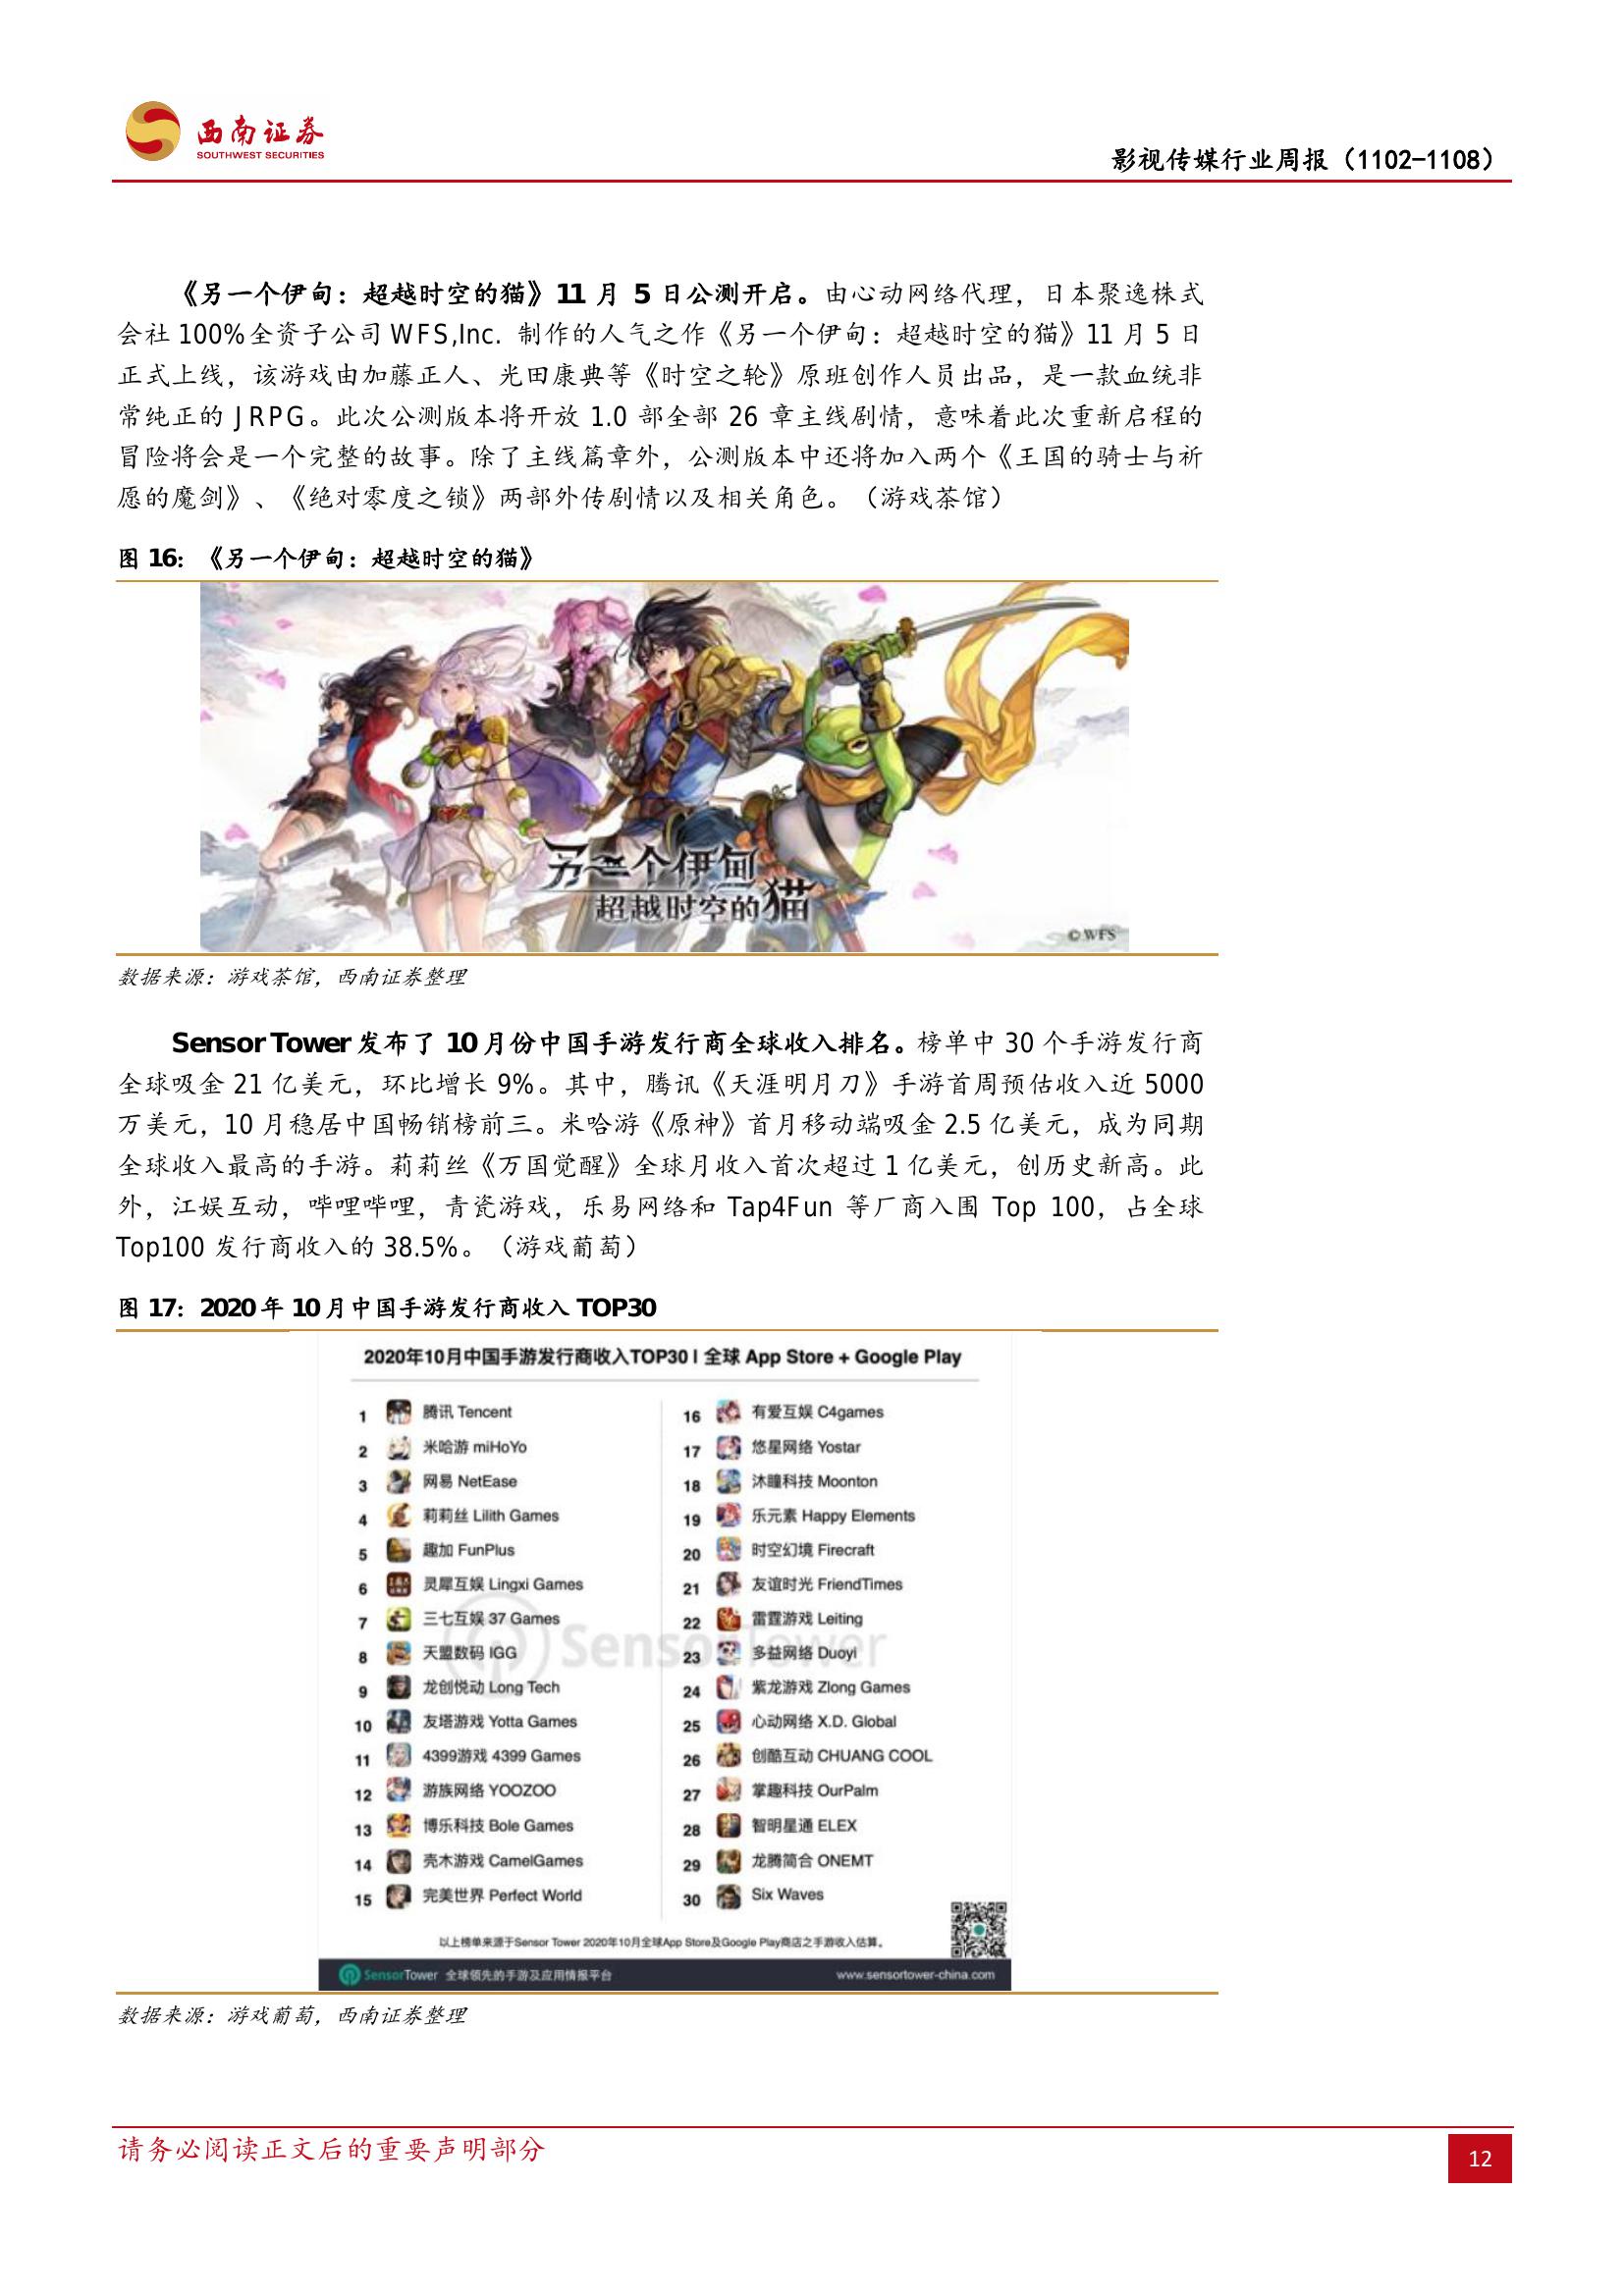 西南证券
SOUTHWEST SECURITIES
影视传媒行业周报（1102-1108）
《另一个伊甸：超越时空的猫》11 月 5 日公测开启。由心动网络代理，日本聚逸株式
会社 100%全资子公司 WFS,Inc. 制作的人气之作《另一个伊甸：超越时空的猫》11 月 5 日
正式上线，该游戏由加藤正人、光田康典等《时空之轮》原班创作人员出品，是一款血统非
常纯正的 JRPG。此次公测版本将开放 1.0 部全部 26 章主线剧情，意味着此次重新启程的
冒险将会是一个完整的故事。除了主线篇章外，公测版本中还将加入两个《王国的骑士与祈
愿的魔剑》、《绝对零度之锁》两部外传剧情以及相关角色。（游戏茶馆）
图 16：《另一个伊甸：超越时空的猫》
另一个伊甸
超越时空的猫
©WFS
数据来源：游戏茶馆，西南证券整理
Sensor Tower 发布了 10 月份中国手游发行商全球收入排名。榜单中 30 个手游发行商
全球吸金 21 亿美元，环比增长 9%。其中，腾讯《天涯明月刀》手游首周预估收入近 5000
万美元，10 月稳居中国畅销榜前三。米哈游《原神》首月移动端吸金 2.5 亿美元，成为同期
全球收入最高的手游。莉莉丝《万国觉醒》全球月收入首次超过 1 亿美元，创历史新高。此
外，江娱互动，哔哩哔哩，青瓷游戏，乐易网络和 Tap4Fun 等厂商入围 Top 100，占全球
Top100 发行商收入的 38.5%。（游戏葡萄）
图 17：2020 年 10 月中国手游发行商收入 TOP30
2020年10月中国手游发行商收入TOP30 | 全球 App Store + Google Play
1 腾讯 Tencent
2 米哈游 miHoYo
3 网易 NetEase
4 莉莉丝 Lilith Games
5 趣加 FunPlus
6 灵犀互娱 Lingxi Games
7 三七互娱 37 Games
8 天盟数码 IGG
9 龙创悦动 Long Tech
10 友塔游戏 Yotta Games
11 4399游戏 4399 Games
12 游族网络 YOOZOO
13 博乐科技 Bole Games
14 壳木游戏 CamelGames
15 完美世界 Perfect World
16 有爱互娱 C4games
17 悠星网络 Yostar
18 沐瞳科技 Moonton
19 乐元素 Happy Elements
20 时空幻境 Firecraft
21 友谊时光 FriendTimes
22 雷霆游戏 Leiting
23 多益网络 Duoyi
24 紫龙游戏 Zlong Games
25 心动网络 X.D. Global
26 创酷互动 CHUANG COOL
27 掌趣科技 OurPalm
28 智明星通 ELEX
29 龙腾简合 ONEMT
30 Six Waves
SensorTower
以上榜单来源于Sensor Tower 2020年10月全球App Store及Google Play商店之手游收入估算。
SensorTower 全球领先的手游及应用情报平台
www.sensortower-china.com
数据来源：游戏葡萄，西南证券整理
请务必阅读正文后的重要声明部分
12